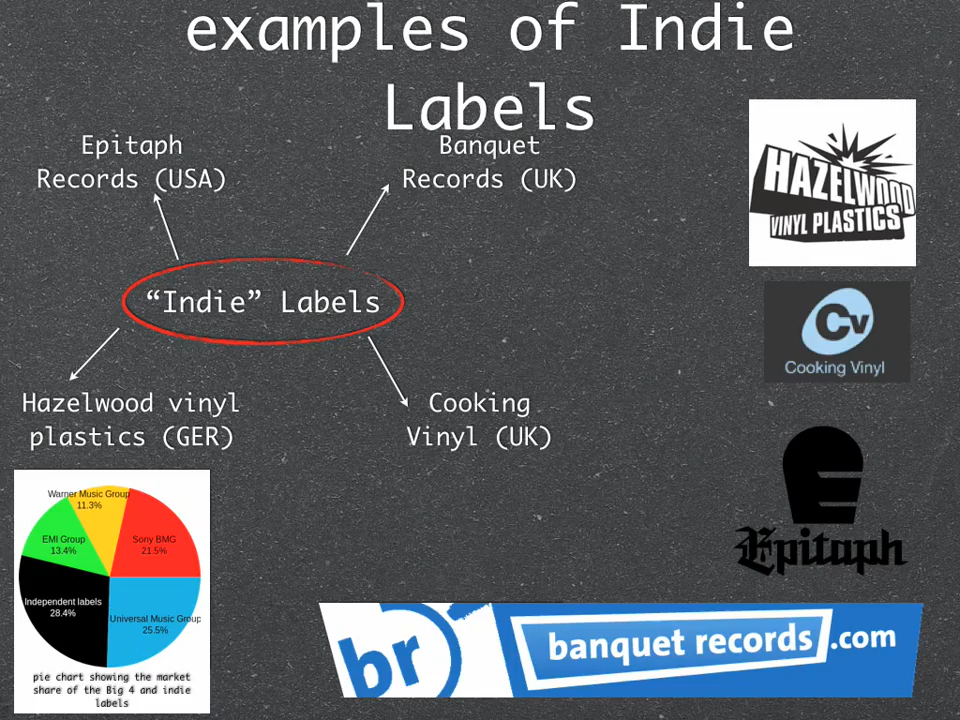 examples of Indie
Labels
Epitaph
Records (USA)
Banquet
Records (UK)
“Indie” Labels
Hazelwood vinyl
plastics (GER)
Cooking
Vinyl (UK)
HAZELWOOD
VINYL PLASTICS
Cv
Cooking Vinyl
Epitaph
Warner Music Group
11.3%
EMI Group
13.4%
Sony BMG
21.5%
Independent labels
28.4%
Universal Music Group
25.5%
pie chart showing the market
share of the Big 4 and indie
labels
br
banquet records.com